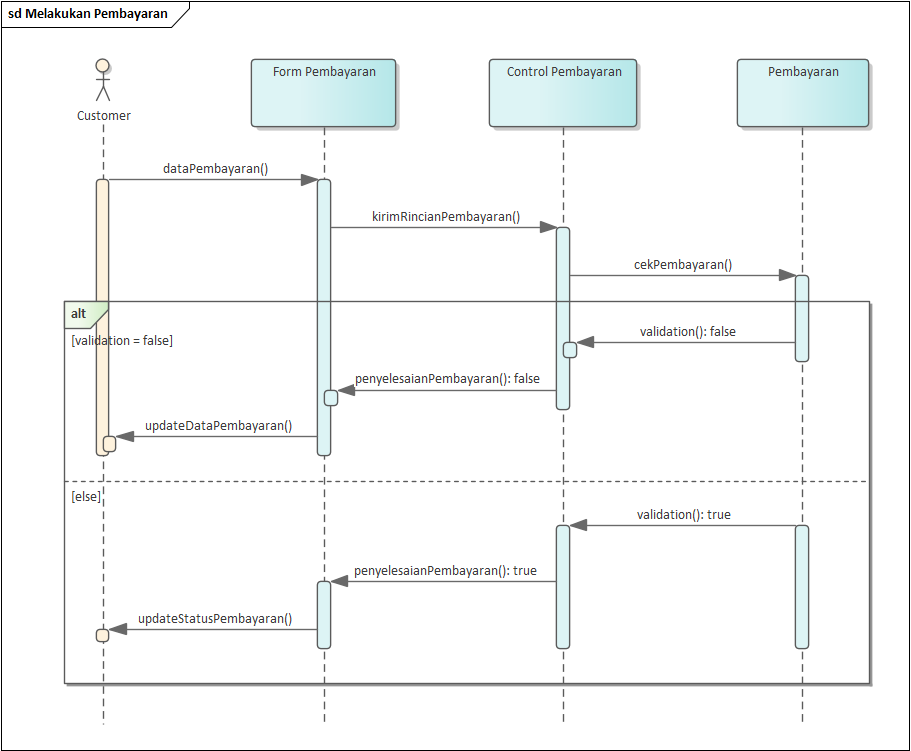 sd Melakukan Pembayaran
Form Pembayaran
Control Pembayaran
Pembayaran
Customer
dataPembayaran()
kirimRincianPembayaran()
cekPembayaran()
alt
[validation = false]
validation(): false
penyelesaianPembayaran(): false
updateDataPembayaran()
[else]
validation(): true
penyelesaianPembayaran(): true
updateStatusPembayaran()